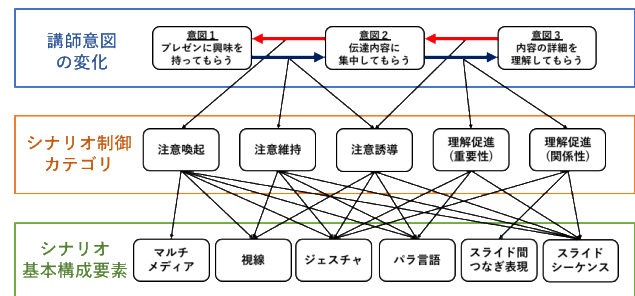 講師意図
の変化
意図1
プレゼンに興味を
持ってもらう
意図2
伝達内容に
集中してもらう
意図3
内容の詳細を
理解してもらう
シナリオ制御
カテゴリ
注意喚起
注意維持
注意誘導
理解促進
(重要性)
理解促進
(関係性)
シナリオ
基本構成要素
マルチ
メディア
視線
ジェスチャ
パラ言語
スライド間
つなぎ表現
スライド
シーケンス